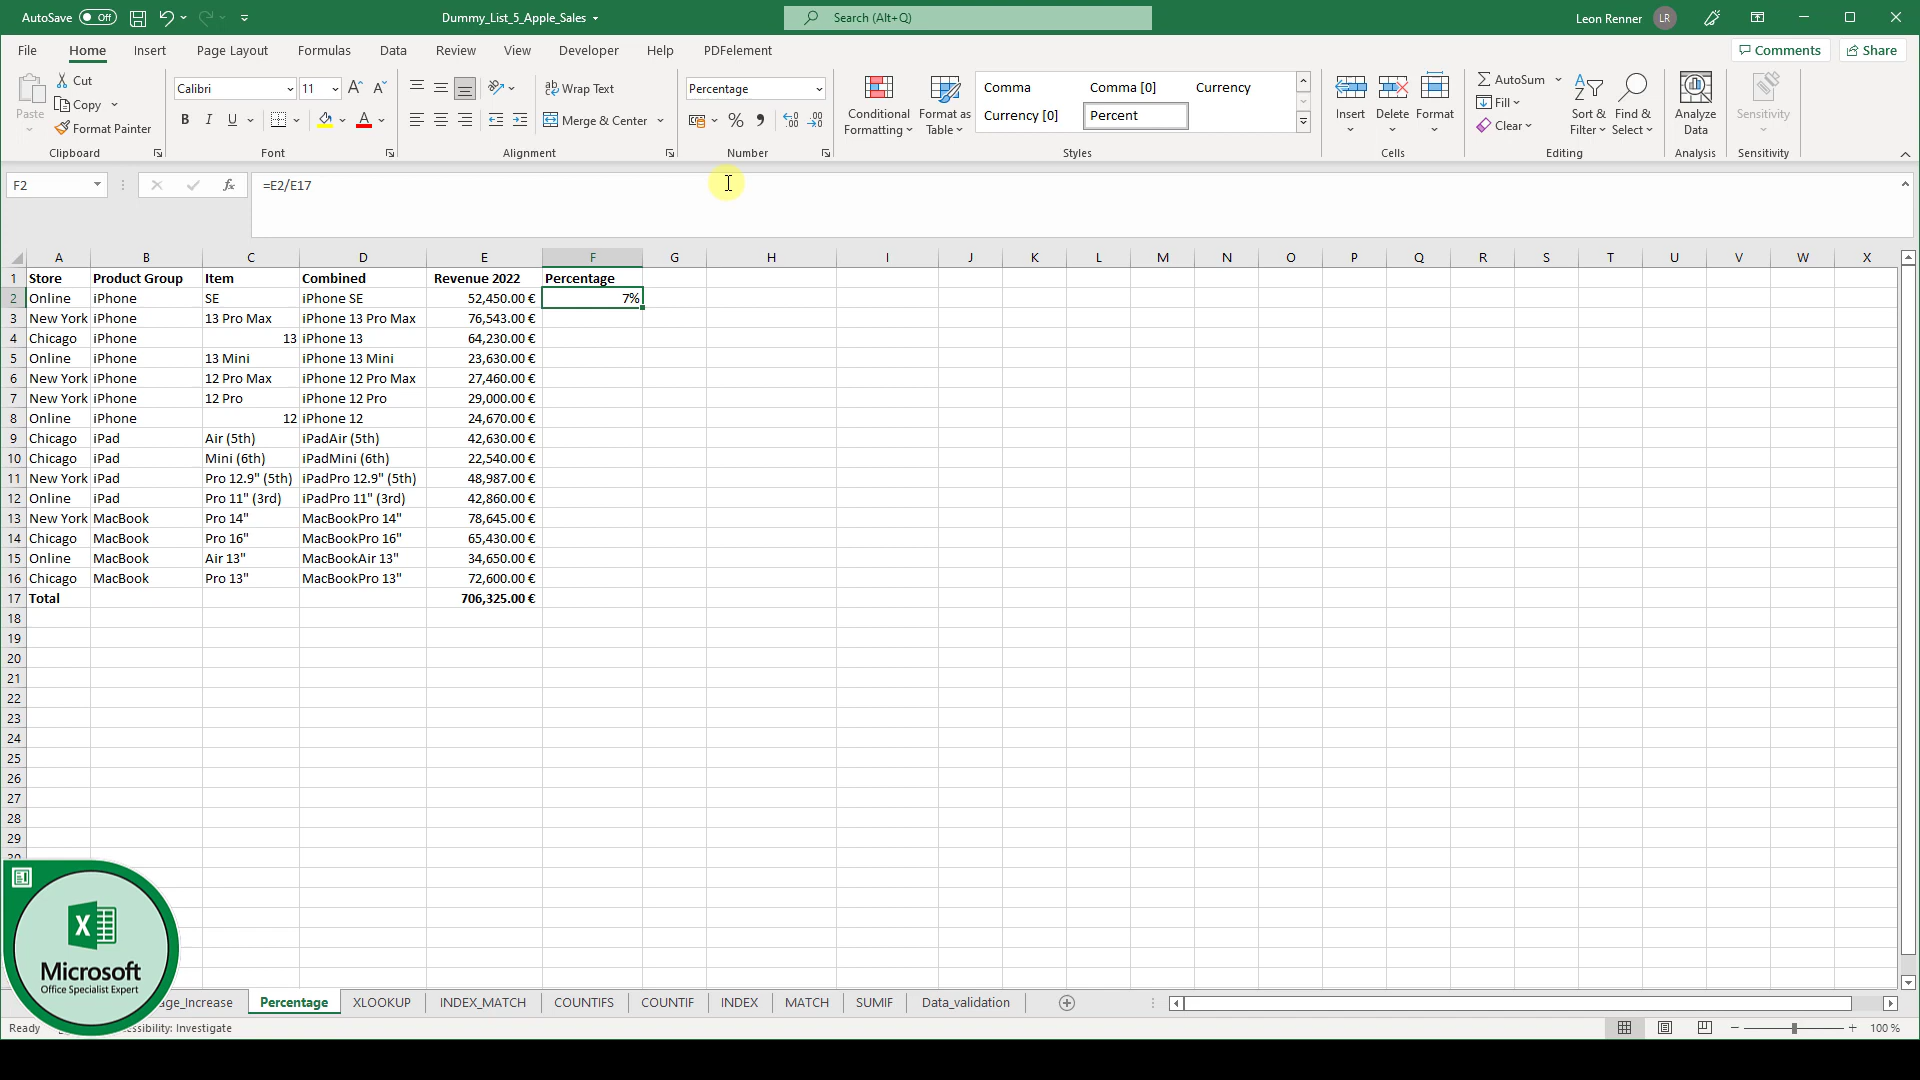 AutoSave Off Dummy_List_5_Apple_Sales Search (Alt+Q) Leon Renner LR
File Home Insert Page Layout Formulas Data Review View Developer Help PDFelement Comments Share
Paste Cut Copy Format Painter Clipboard
Calibri 11 B I U A Font
Wrap Text Merge & Center Alignment
Percentage % Number
Conditional Formatting Format as Table Comma Comma [0] Currency Currency [0] Percent Styles
Insert Delete Format Cells
AutoSum Fill Clear Sort & Filter Find & Select Editing
Analyze Data Analysis
Sensitivity Sensitivity
F2 fx =E2/E17
A B C D E F G H I J K L M N O P Q R S T U V W X
1 Store Product Group Item Combined Revenue 2022 Percentage
2 Online iPhone SE iPhone SE 52,450.00 € 7%
3 New York iPhone 13 Pro Max iPhone 13 Pro Max 76,543.00 €
4 Chicago iPhone 13 iPhone 13 64,230.00 €
5 Online iPhone 13 Mini iPhone 13 Mini 23,630.00 €
6 New York iPhone 12 Pro Max iPhone 12 Pro Max 27,460.00 €
7 New York iPhone 12 Pro iPhone 12 Pro 29,000.00 €
8 Online iPhone 12 iPhone 12 24,670.00 €
9 Chicago iPad Air (5th) iPadAir (5th) 42,630.00 €
10 Chicago iPad Mini (6th) iPadMini (6th) 22,540.00 €
11 New York iPad Pro 12.9" (5th) iPadPro 12.9" (5th) 48,987.00 €
12 Online iPad Pro 11" (3rd) iPadPro 11" (3rd) 42,860.00 €
13 New York MacBook Pro 14" MacBookPro 14" 78,645.00 €
14 Chicago MacBook Pro 16" MacBookPro 16" 65,430.00 €
15 Online MacBook Air 13" MacBookAir 13" 34,650.00 €
16 Chicago MacBook Pro 13" MacBookPro 13" 72,600.00 €
17 Total 706,325.00 €
18
19
20
21
22
23
24
25
26
27
28
29
X
Microsoft
Office Specialist Expert
age_Increase Percentage XLOOKUP INDEX_MATCH COUNTIFS COUNTIF INDEX MATCH SUMIF Data_validation
Ready ssibility: Investigate 100 %